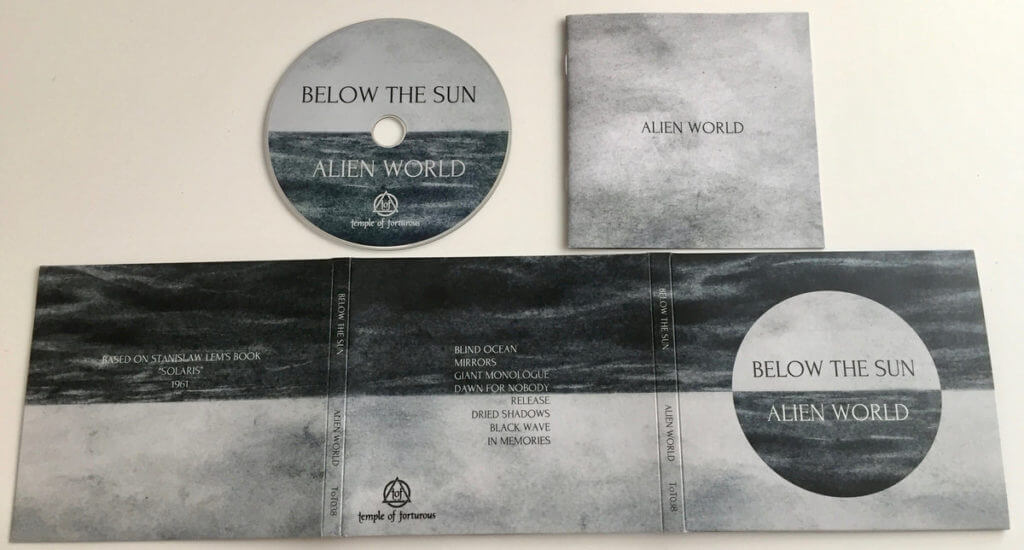 BELOW THE SUN
ALIEN WORLD
ToT
temple of torturous
ALIEN WORLD
BASED ON STANISLAW LEM'S BOOK
"SOLARIS"
1961
BELOW THE SUN
ALIEN WORLD
ToT038
BLIND OCEAN
MIRRORS
GIANT MONOLOGUE
DAWN FOR NOBODY
RELEASE
DRIED SHADOWS
BLACK WAVE
IN MEMORIES
ToT
temple of torturous
BELOW THE SUN
ALIEN WORLD
ToT038
BELOW THE SUN
ALIEN WORLD